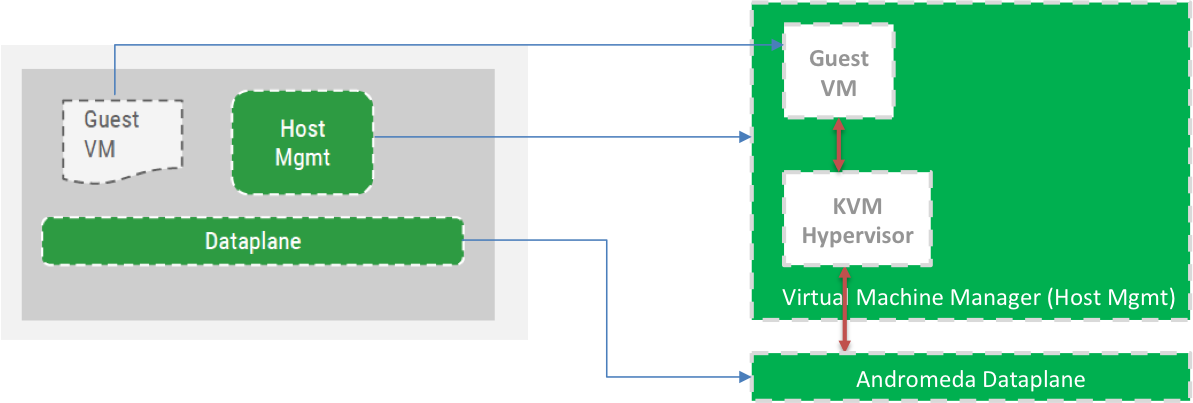 Guest
VM
Host
Mgmt
Dataplane
Guest
VM
KVM
Hypervisor
Virtual Machine Manager (Host Mgmt)
Andromeda Dataplane